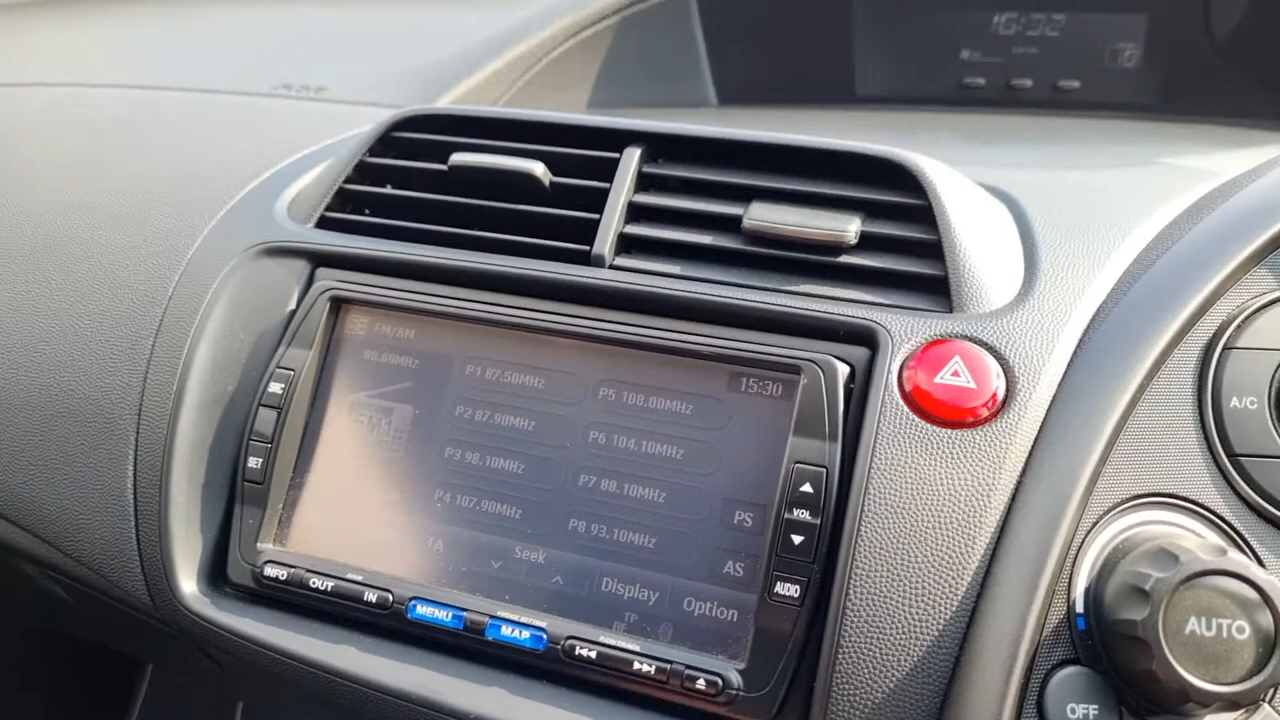 16:32
FM/AM
88.60MHz
15:30
P1 87.50MHz
P5 108.00MHz
P2 87.90MHz
P6 104.10MHz
P3 98.10MHz
P7 88.10MHz
P4 107.90MHz
P8 93.10MHz
PS
TA
Seek
AS
Display
Option
TP
SRC
SET
VOL
AUDIO
INFO
OUT
IN
MENU
MAP
A/C
AUTO
OFF